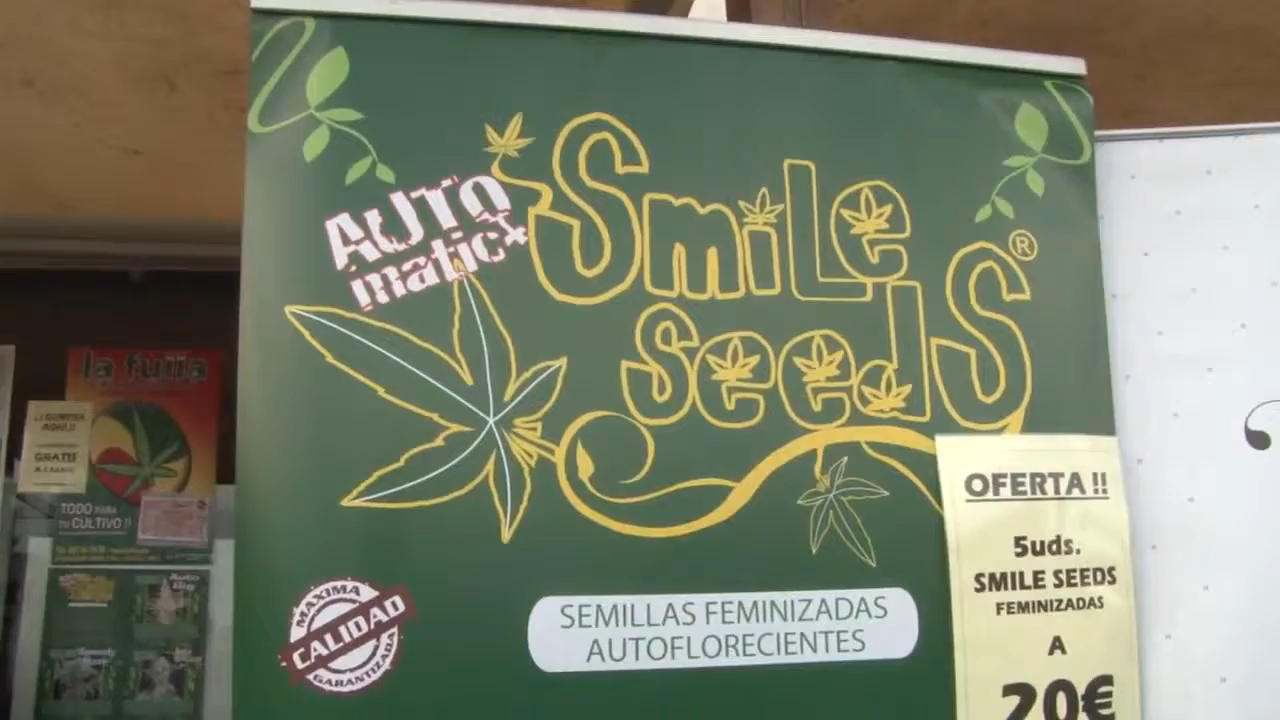 AUTO
matic+
Smile
Seeds®
MAXIMA
CALIDAD
GARANTIZADA
SEMILLAS FEMINIZADAS
AUTOFLORECIENTES
OFERTA !!
5uds.
SMILE SEEDS
FEMINIZADAS
A
20€
la fulla
GRATIS
TODO PARA
TU CULTIVO !!
Auto